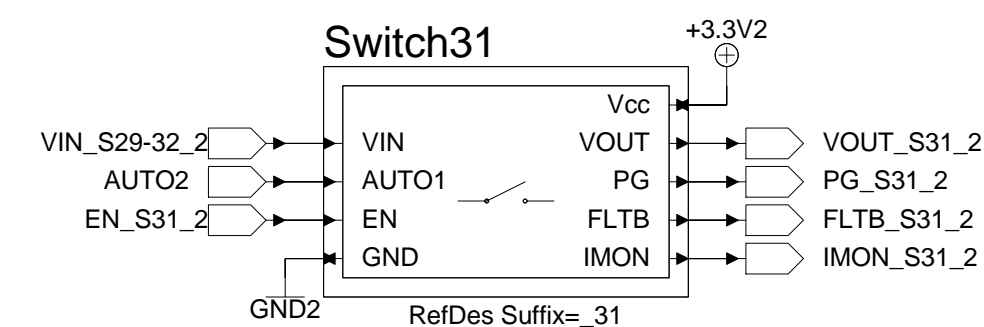 +3.3V2
Switch31
Vcc
VIN_S29-32_2 VIN VOUT VOUT_S31_2
AUTO2 AUTO1 PG PG_S31_2
EN_S31_2 EN FLTB FLTB_S31_2
GND IMON IMON_S31_2
GND2
RefDes Suffix=_31